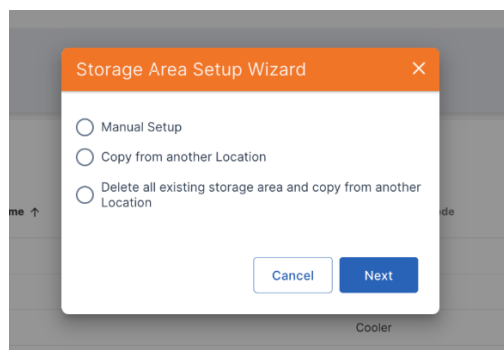 Storage Area Setup Wizard
Manual Setup
Copy from another Location
Delete all existing storage area and copy from another
Location
me ↑
de
Cancel
Next
Cooler